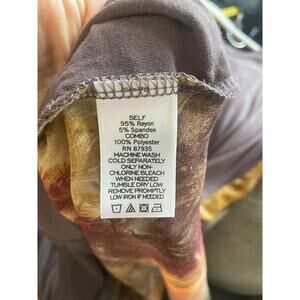 SELF
95% Rayon
5% Spandex
COMBO
100% Polyester
RN 87935
MACHINE WASH
COLD SEPARATELY
ONLY NON-
CHLORINE BLEACH
WHEN NEEDED
TUMBLE DRY LOW
REMOVE PROMPTLY
LOW IRON IF NEEDED